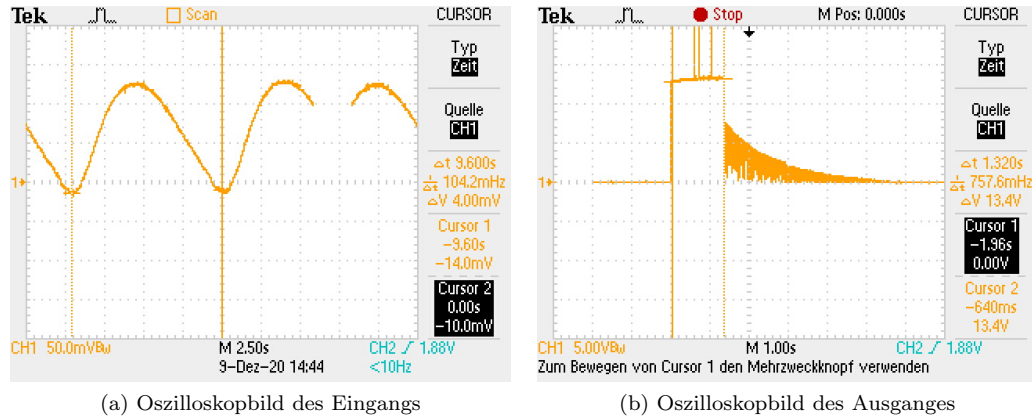 Tek
Scan
CURSOR
Typ
Zeit
Quelle
CH1
Δt 9.600s
1/Δt 104.2mHz
ΔV 4.00mV
Cursor 1
-9.60s
-14.0mV
Cursor 2
0.00s
-10.0mV
1
CH1 50.0mVBW
M 2.50s
CH2 ∫ 1.88V
9-Dez-20 14:44
<10Hz
(a) Oszilloskopbild des Eingangs
Tek
Stop
M Pos: 0.000s
CURSOR
Typ
Zeit
Quelle
CH1
Δt 1.320s
1/Δt 757.6mHz
ΔV 13.4V
Cursor 1
-1.96s
0.00V
Cursor 2
-640ms
13.4V
1
CH1 5.00VBW
M 1.00s
CH2 ∫ 1.88V
Zum Bewegen von Cursor 1 den Mehrzweckknopf verwenden
(b) Oszilloskopbild des Ausganges